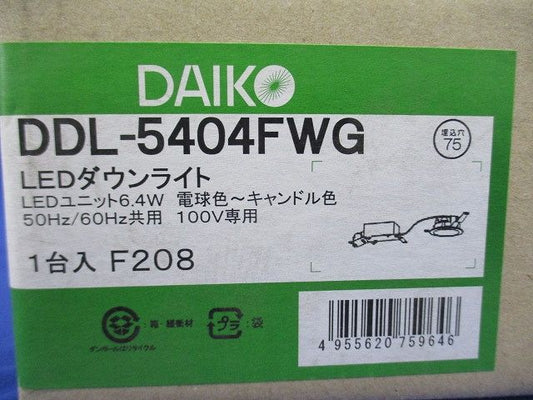 DAIKO
DDL-5404FWG
埋込穴
75
LEDダウンライト
LEDユニット6.4W 電球色～キャンドル色
50Hz/60Hz共用 100V専用
1台入 F208
:箱・緩衝材
ダンボールはリサイクル
プラ
:袋
4 955620 759646